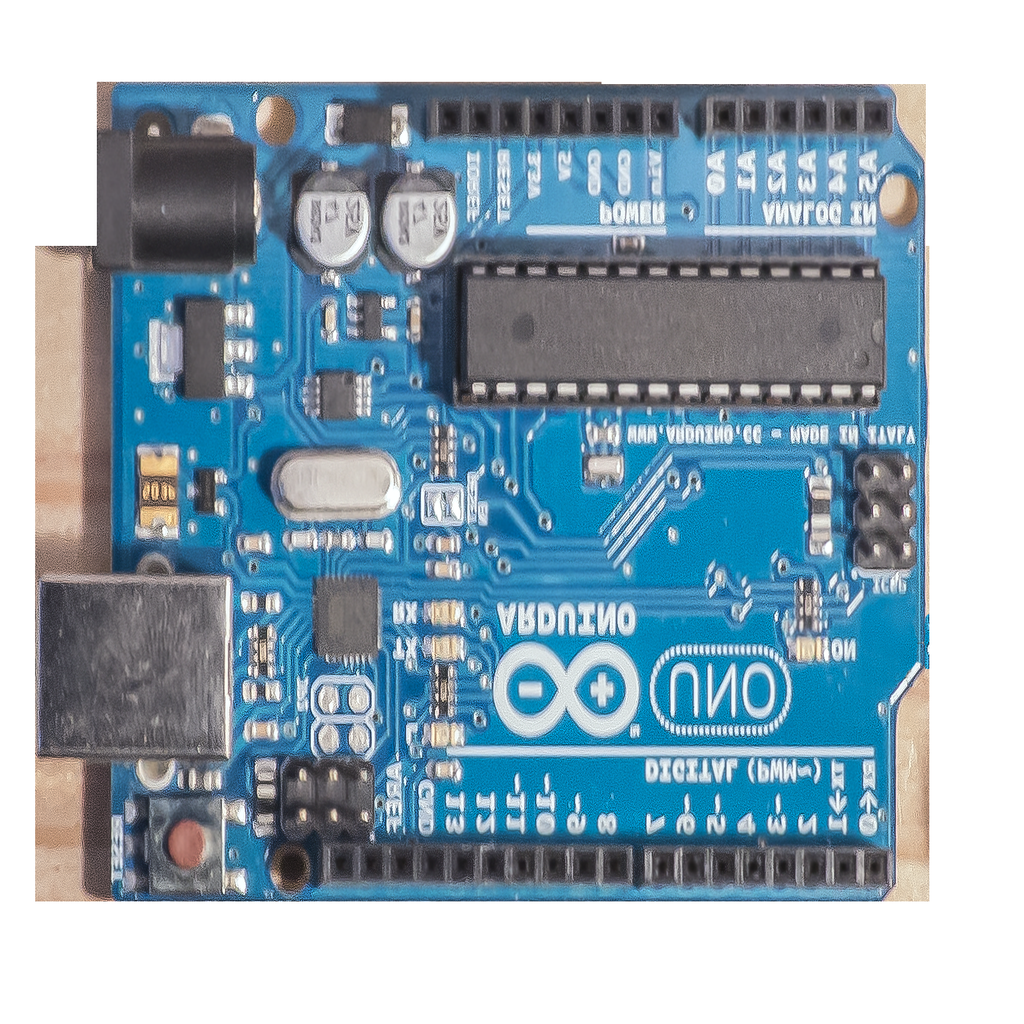 IOREF
RESET
3.3V
5V
GND
GND
Vin
A0
A1
A2
A3
A4
A5
POWER
ANALOG IN
WWW.ARDUINO.CC - MADE IN ITALY
ICSP
ARDUINO
UNO
ON
RX
TX
L
DIGITAL (PWM~)
AREF
GND
13
12
~11
~10
~9
8
7
~6
~5
4
~3
2
TX→1
RX←0
RESET